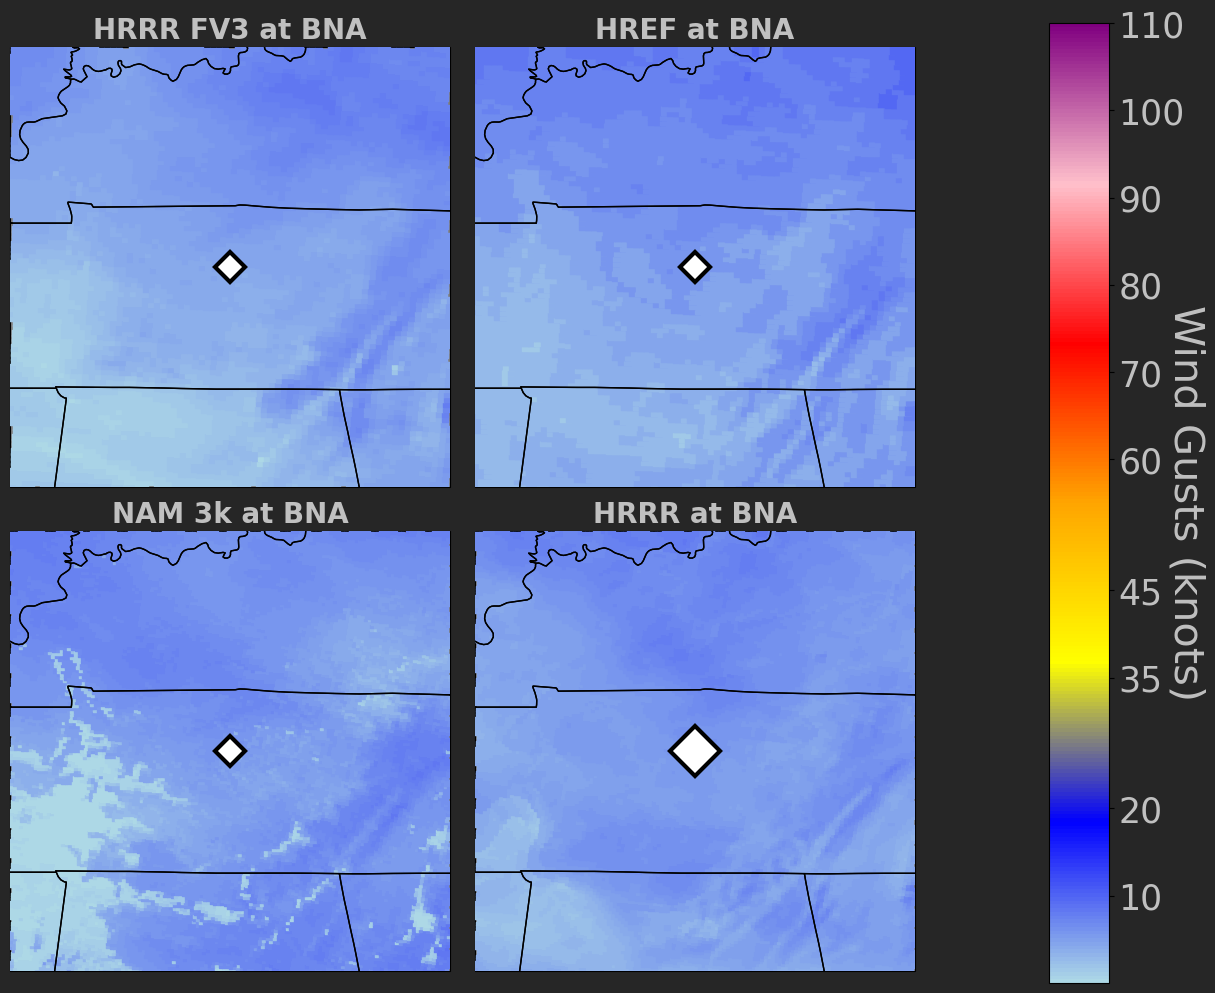 HRRR FV3 at BNA
HREF at BNA
NAM 3k at BNA
HRRR at BNA
110
100
90
80
70
60
45
35
20
10
Wind Gusts (knots)